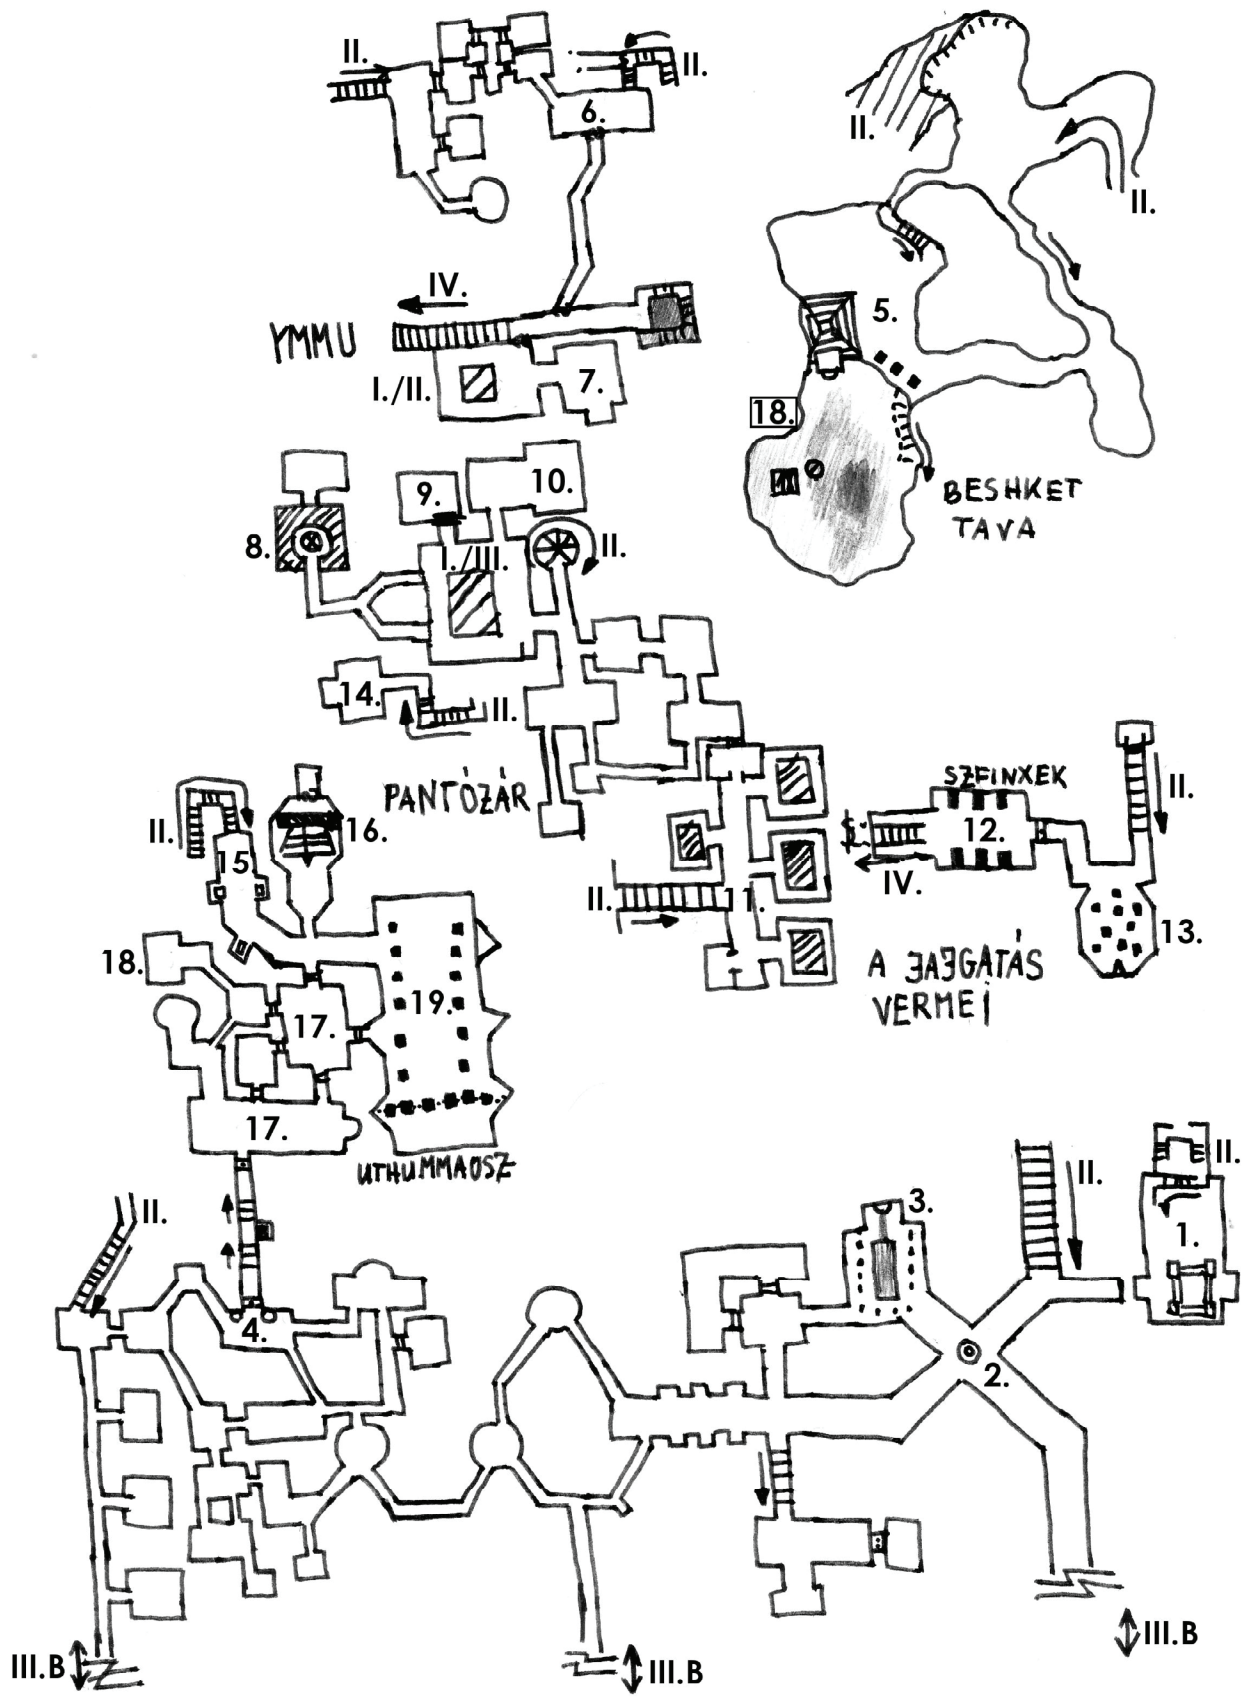 II.
II.
6.
II.
II.
IV.
YMMU
I./II.
7.
5.
18.
BESHKET
TAVA
8.
9.
10.
I./III.
II.
14.
II.
PANTÓZÁR
II.
15.
16.
SZFINXEK
12.
II.
IV.
II.
11.
13.
A JAJGATÁS
VERMEI
18.
17.
19.
17.
UTHUMMAOSZ
II.
II.
II.
1.
3.
4.
2.
III.B
III.B
III.B